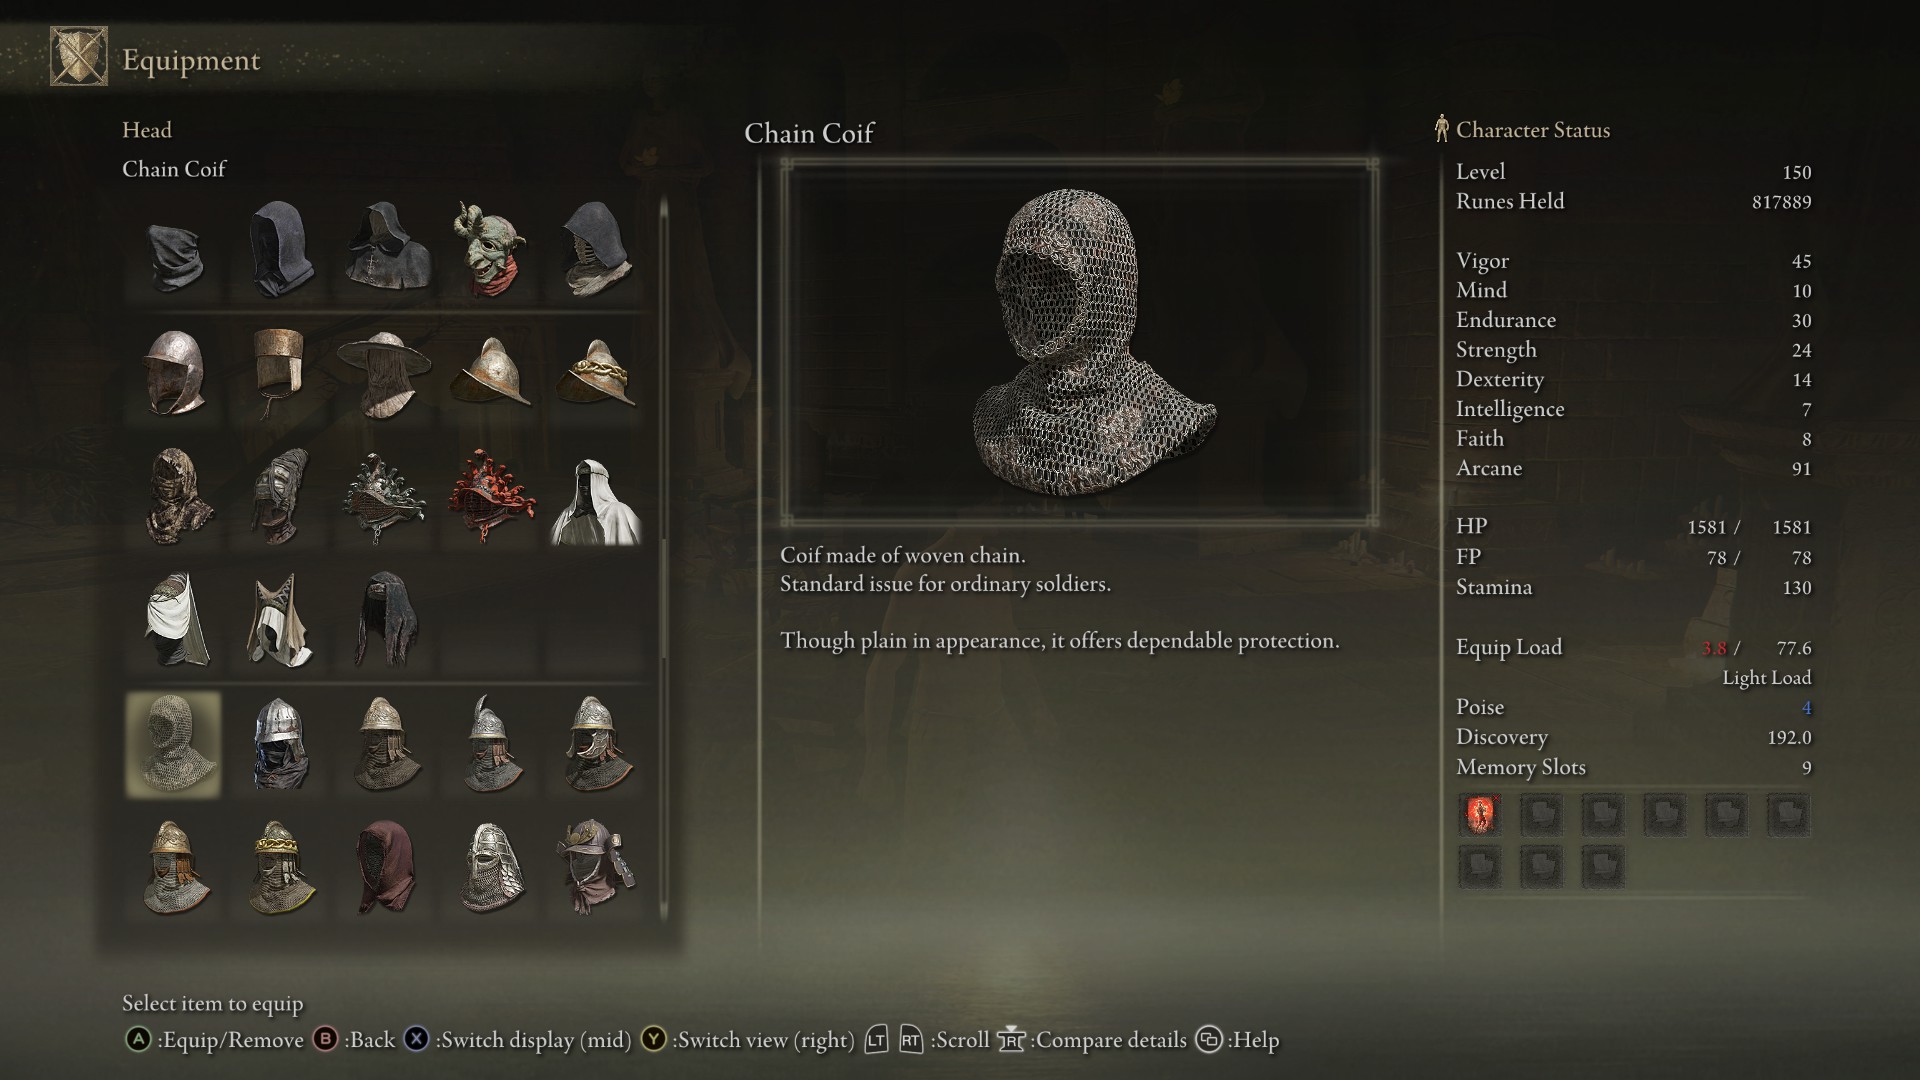 Equipment
Head
Chain Coif
Chain Coif
Coif made of woven chain.
Standard issue for ordinary soldiers.
Though plain in appearance, it offers dependable protection.
Character Status
Level 150
Runes Held 817889
Vigor 45
Mind 10
Endurance 30
Strength 24
Dexterity 14
Intelligence 7
Faith 8
Arcane 91
HP 1581 / 1581
FP 78 / 78
Stamina 130
Equip Load 3.8 / 77.6
Light Load
Poise 4
Discovery 192.0
Memory Slots 9
Select item to equip
A :Equip/Remove B :Back X :Switch display (mid) Y :Switch view (right) LT RT :Scroll R :Compare details :Help